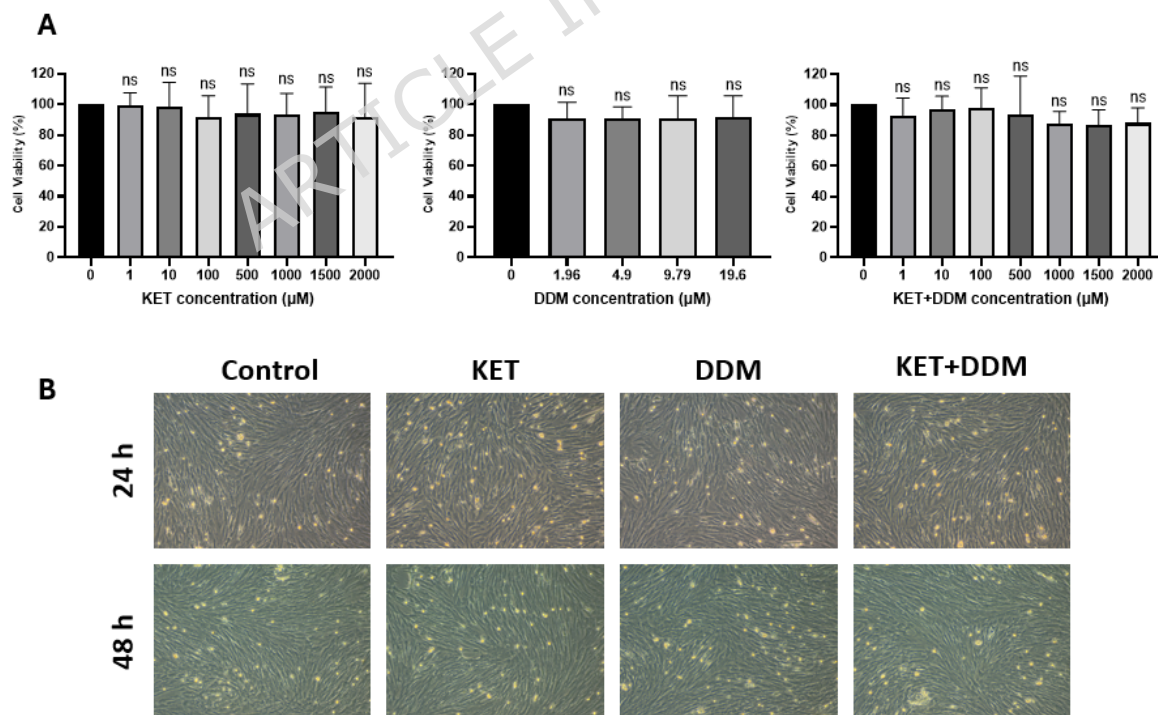 A
ARTICLE I
ns ns ns ns ns ns ns
120
100
80
60
40
20
0
Cell Viability (%)
0 1 10 100 500 1000 1500 2000
KET concentration (µM)
ns ns ns ns
120
100
80
60
40
20
0
Cell Viability (%)
0 1.96 4.9 9.79 19.6
DDM concentration (µM)
ns ns ns ns ns ns ns
120
100
80
60
40
20
0
Cell Viability (%)
0 1 10 100 500 1000 1500 2000
KET+DDM concentration (µM)
B
Control KET DDM KET+DDM
24 h
48 h